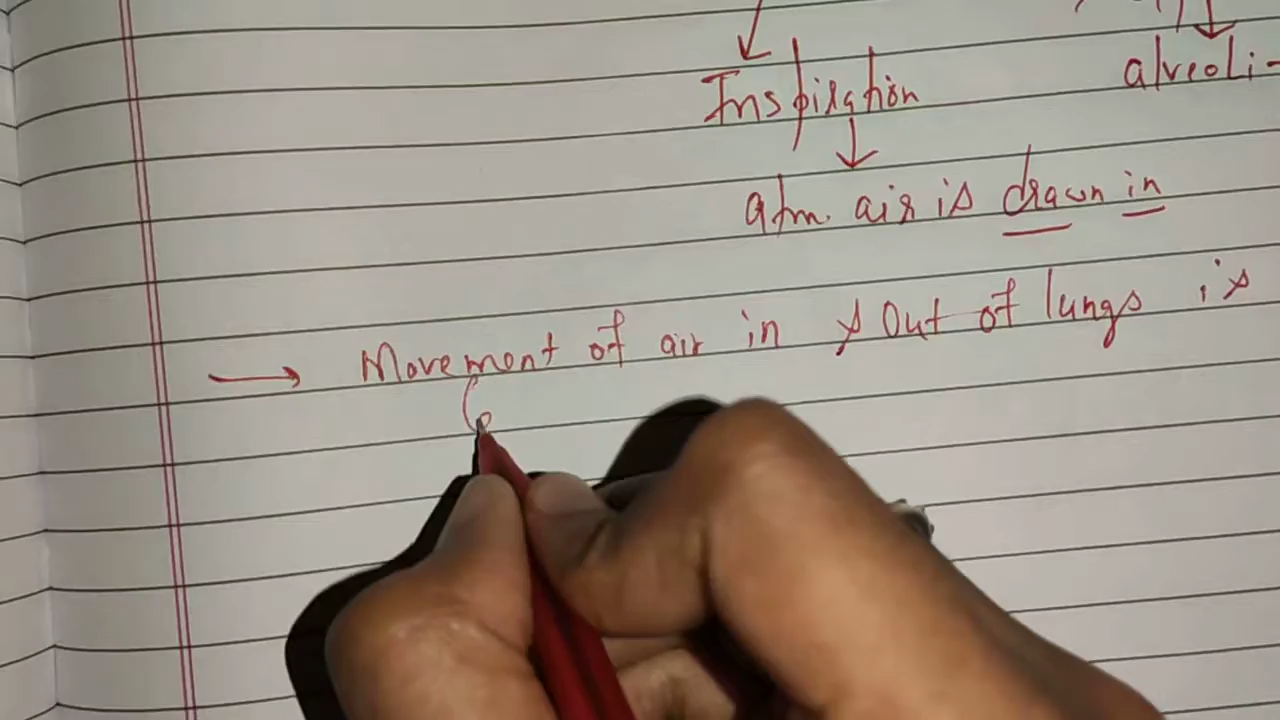 Inspiration
alveoli-
atm. air is drawn in
Movement of air in & out of lungs is